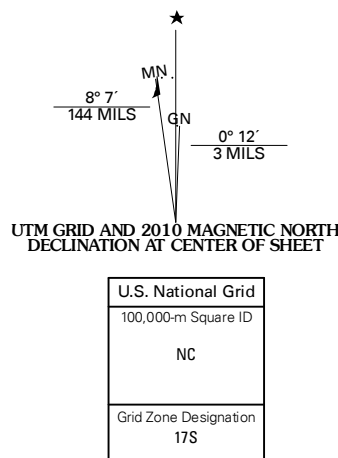 ★
MN
8° 7´
144 MILS
GN
0° 12´
3 MILS
UTM GRID AND 2010 MAGNETIC NORTH
DECLINATION AT CENTER OF SHEET
U.S. National Grid
100,000-m Square ID
NC
Grid Zone Designation
17S